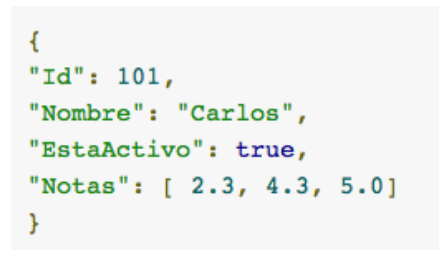 {
"Id": 101,
"Nombre": "Carlos",
"EstaActivo": true,
"Notas": [ 2.3, 4.3, 5.0]
}